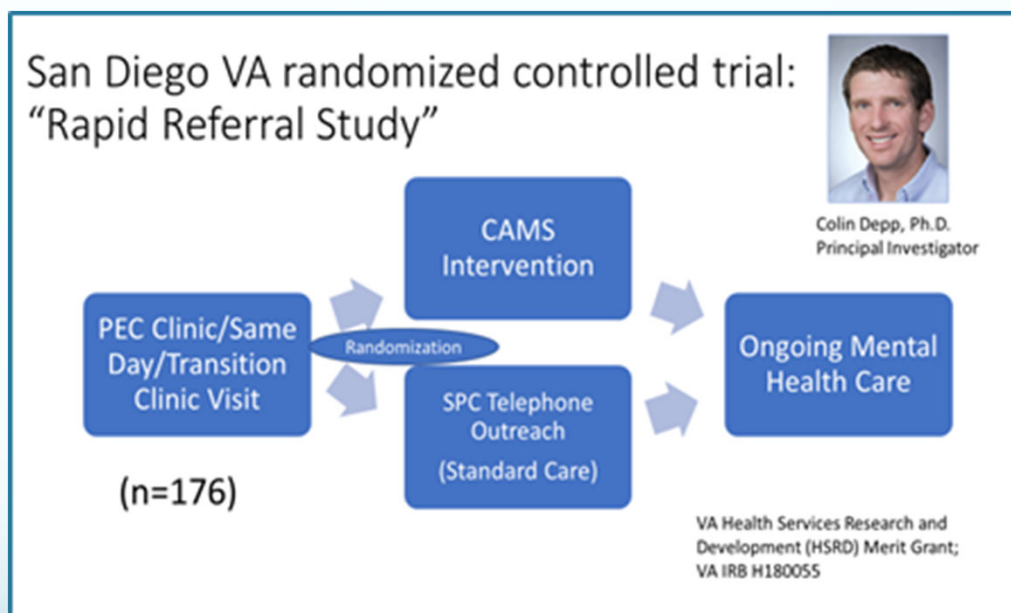 San Diego VA randomized controlled trial:
“Rapid Referral Study”
Colin Depp, Ph.D.
Principal Investigator
CAMS
Intervention
PEC Clinic/Same
Day/Transition
Clinic Visit
Randomization
Ongoing Mental
Health Care
SPC Telephone
Outreach
(Standard Care)
(n=176)
VA Health Services Research and
Development (HSRD) Merit Grant;
VA IRB H180055